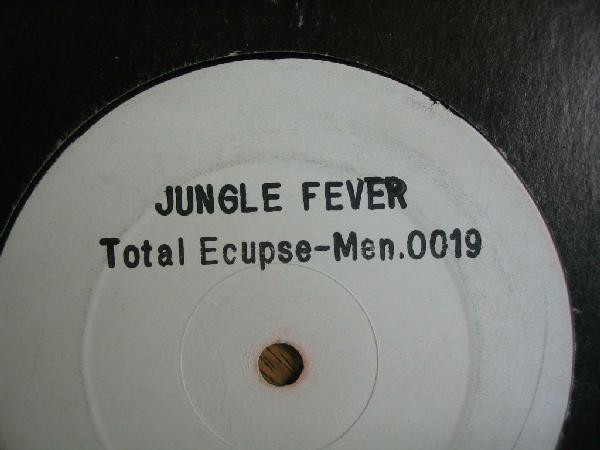 JUNGLE FEVER
Total Ecupse-Men.0019